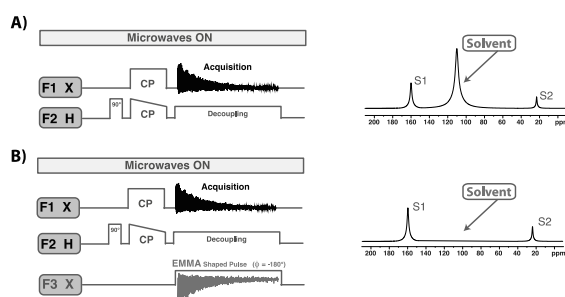 A)
Microwaves ON
Acquisition
F1 X
CP
F2 H
90°
CP
Decoupling
S1
Solvent
S2
200 180 160 140 120 100 80 60 40 20 ppm
B)
Microwaves ON
Acquisition
F1 X
CP
F2 H
90°
CP
Decoupling
F3 X
EMMA Shaped Pulse (ϕ = -180°)
S1
Solvent
S2
200 180 160 140 120 100 80 60 40 20 ppm